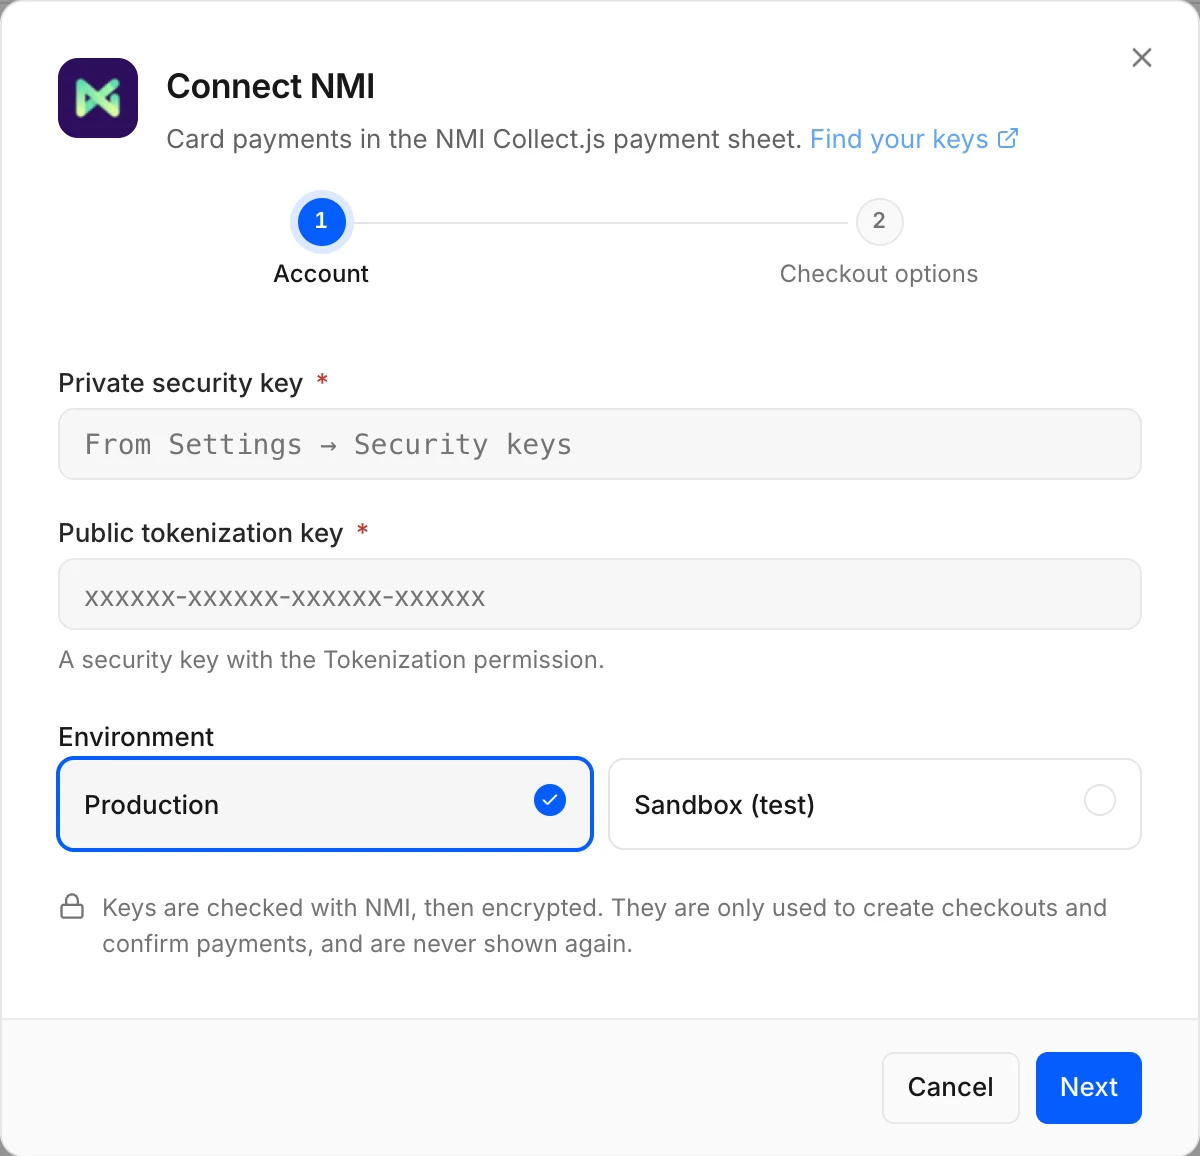 Connect NMI
Card payments in the NMI Collect.js payment sheet. Find your keys
1
Account
2
Checkout options
Private security key *
From Settings → Security keys
Public tokenization key *
xxxxxx-xxxxxx-xxxxxx-xxxxxx
A security key with the Tokenization permission.
Environment
Production
Sandbox (test)
Keys are checked with NMI, then encrypted. They are only used to create checkouts and
confirm payments, and are never shown again.
Cancel
Next